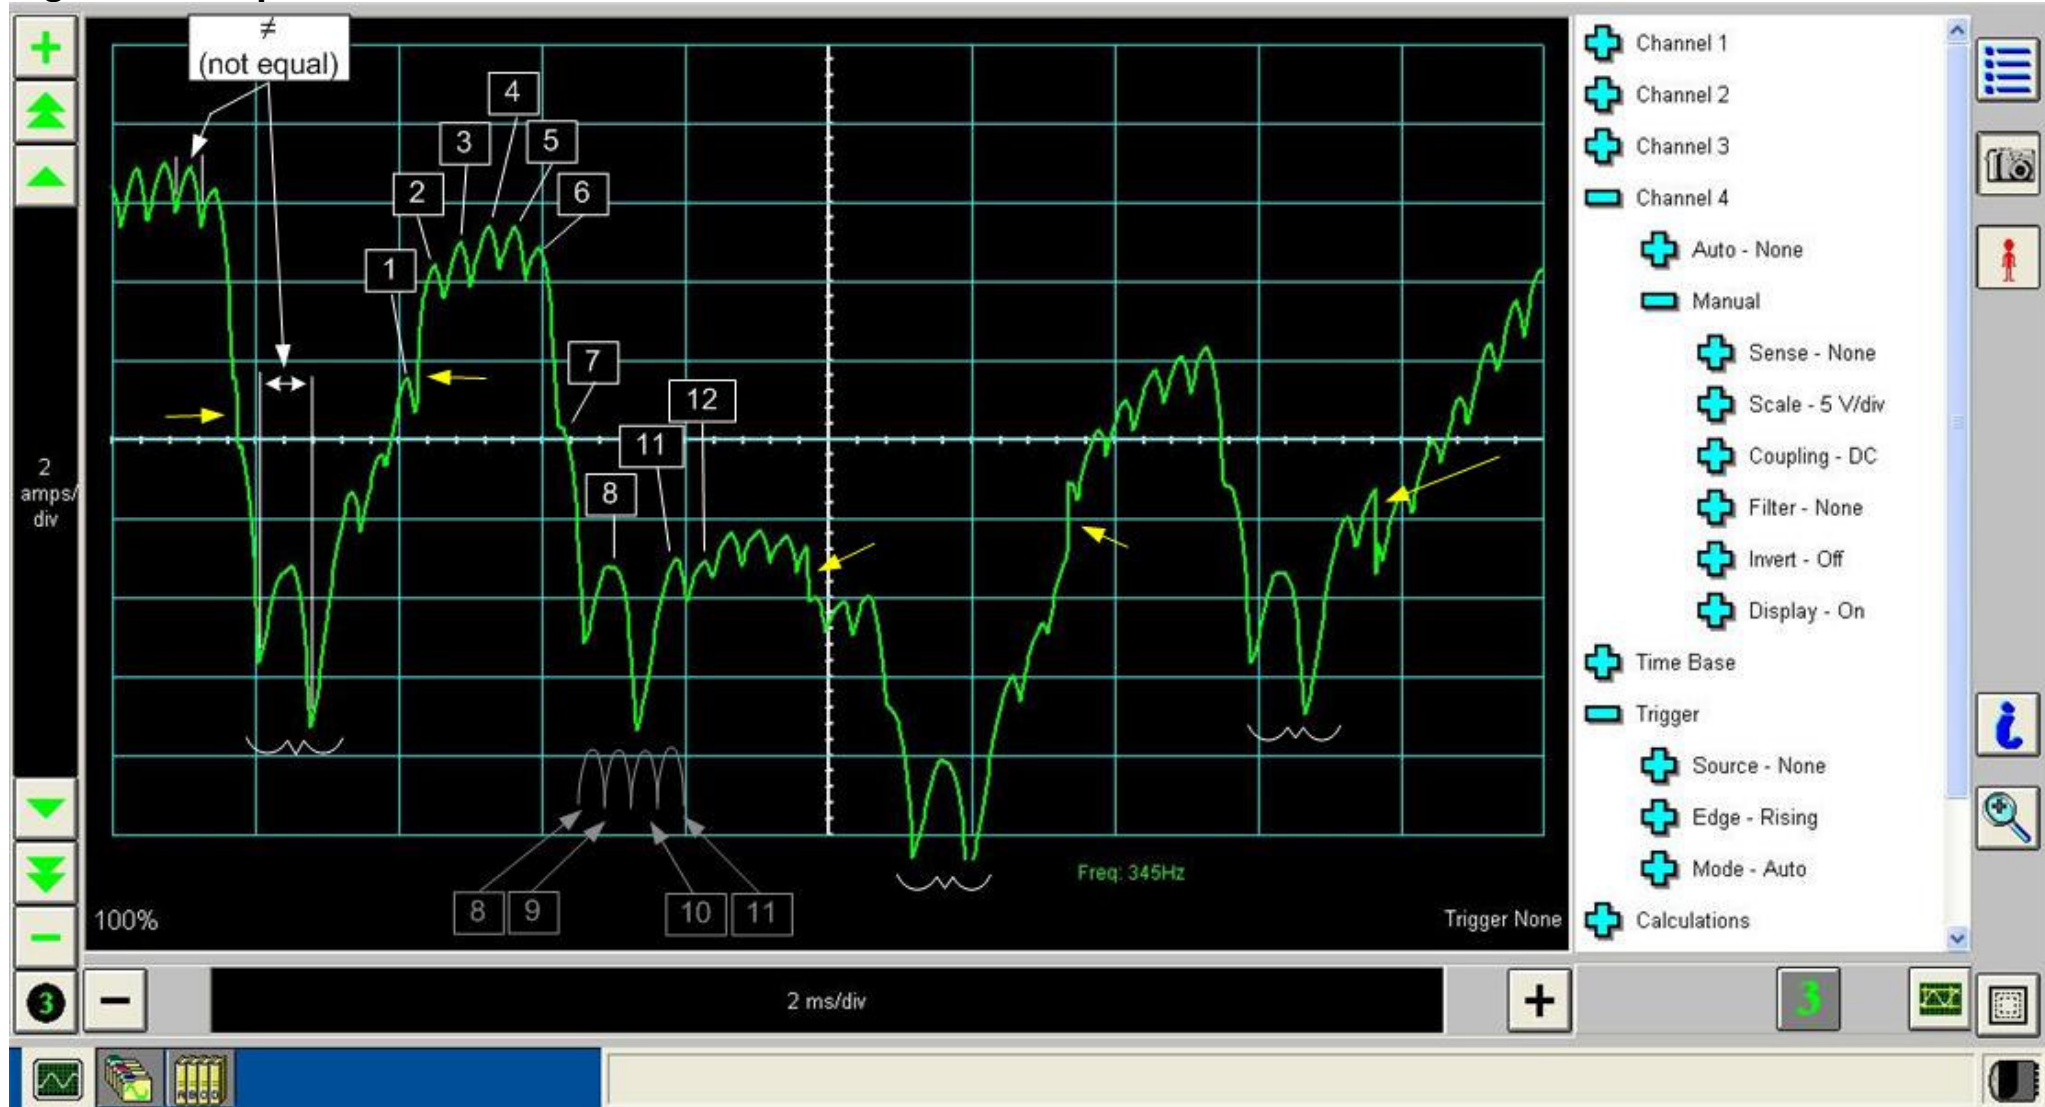 ≠
(not equal)
4
3
5
2
6
1
7
12
11
8
2
amps/
div
8
9
10
11
Freq: 345Hz
100%
Trigger None
3
2 ms/div
3
Channel 1
Channel 2
Channel 3
Channel 4
Auto - None
Manual
Sense - None
Scale - 5 V/div
Coupling - DC
Filter - None
Invert - Off
Display - On
Time Base
Trigger
Source - None
Edge - Rising
Mode - Auto
Calculations